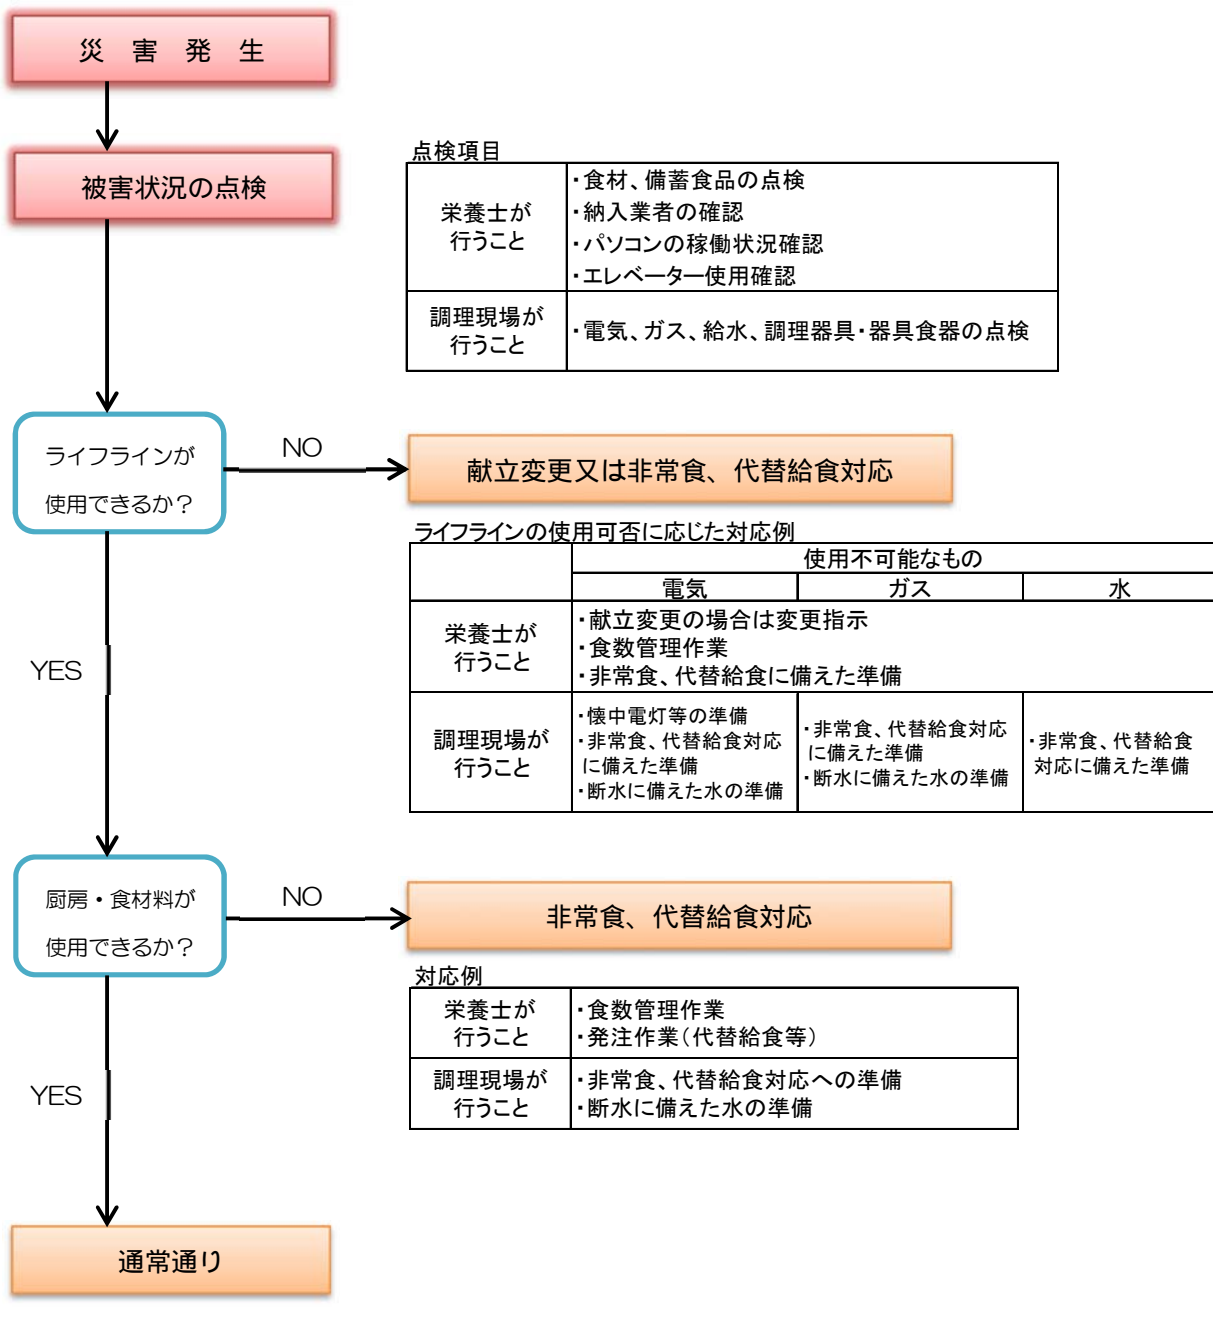 災 害 発 生
被害状況の点検
点検項目
栄養士が
行うこと
・食材、備蓄食品の点検
・納入業者の確認
・パソコンの稼働状況確認
・エレベーター使用確認
調理現場が
行うこと
・電気、ガス、給水、調理器具・器具食器の点検
ライフラインが
使用できるか？
NO
献立変更又は非常食、代替給食対応
ライフラインの使用可否に応じた対応例
使用不可能なもの
電気
ガス
水
栄養士が
行うこと
・献立変更の場合は変更指示
・食数管理作業
・非常食、代替給食に備えた準備
調理現場が
行うこと
・懐中電灯等の準備
・非常食、代替給食対応
に備えた準備
・断水に備えた水の準備
・非常食、代替給食対応
に備えた準備
・断水に備えた水の準備
・非常食、代替給食
対応に備えた準備
YES
厨房・食材料が
使用できるか？
NO
非常食、代替給食対応
対応例
栄養士が
行うこと
・食数管理作業
・発注作業（代替給食等）
調理現場が
行うこと
・非常食、代替給食対応への準備
・断水に備えた水の準備
YES
通常通り